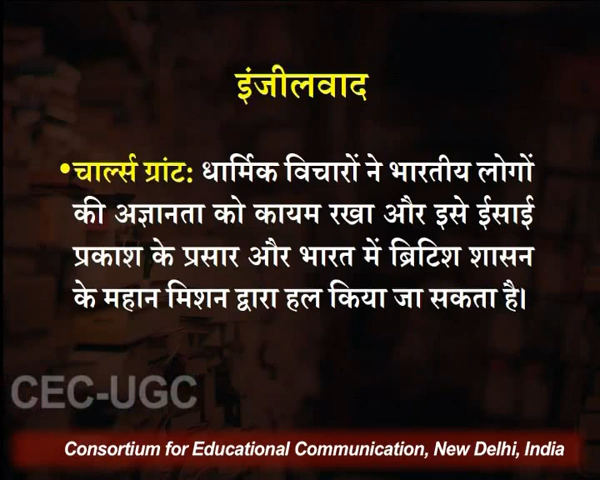 इंजीलवाद
•चार्ल्स ग्रांट: धार्मिक विचारों ने भारतीय लोगों
की अज्ञानता को कायम रखा और इसे ईसाई
प्रकाश के प्रसार और भारत में ब्रिटिश शासन
के महान मिशन द्वारा हल किया जा सकता है।
CEC-UGC
Consortium for Educational Communication, New Delhi, India